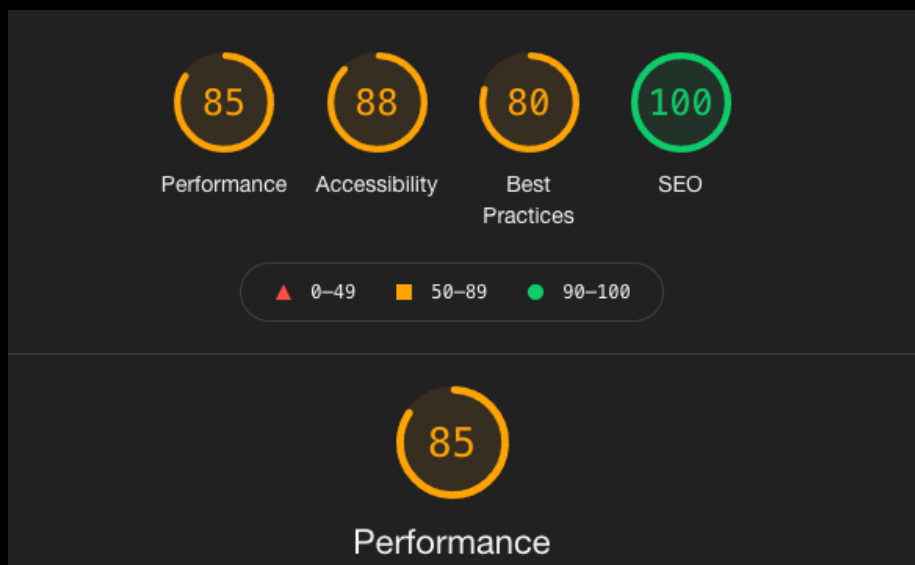 85 88 80 100
Performance Accessibility Best SEO
Practices
0–49 50–89 90–100
85
Performance